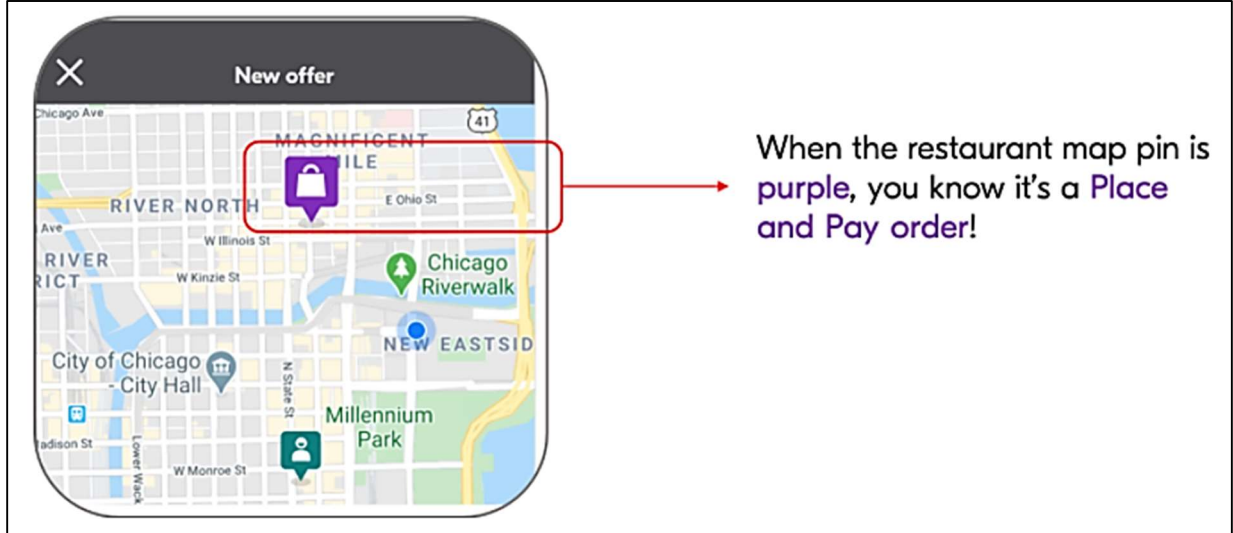 New offer
Chicago Ave
41
MAGNIFICENT
MILE
RIVER NORTH
E Ohio St
Ave
W Illinois St
RIVER
RICT
W Kinzie St
Chicago
Riverwalk
NEW EASTSID
City of Chicago
- City Hall
N State St
Millennium
Park
adison St
Lower Wack
W Monroe St
When the restaurant map pin is
purple, you know it's a Place
and Pay order!